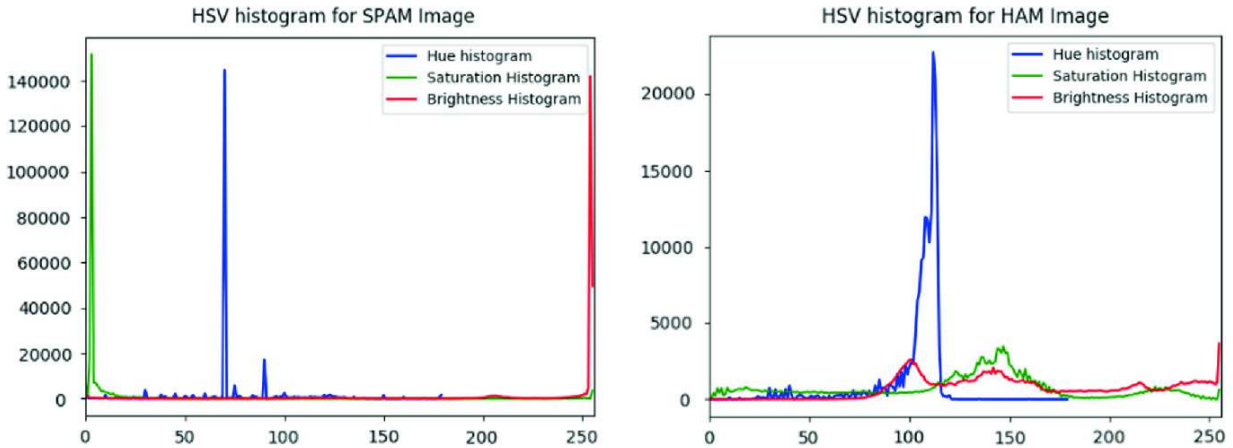 HSV histogram for SPAM Image
Hue histogram
Saturation Histogram
Brightness Histogram
140000
120000
100000
80000
60000
40000
20000
0
0 50 100 150 200 250
HSV histogram for HAM Image
Hue histogram
Saturation Histogram
Brightness Histogram
20000
15000
10000
5000
0
0 50 100 150 200 250